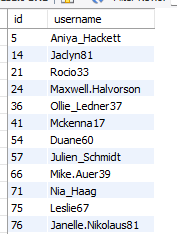 id username
5 Aniya_Hackett
14 Jaclyn81
21 Rocio33
24 Maxwell.Halvorson
36 Ollie_Ledner37
41 Mckenna17
54 Duane60
57 Julien_Schmidt
66 Mike.Auer39
71 Nia_Haag
75 Leslie67
76 Janelle.Nikolaus81